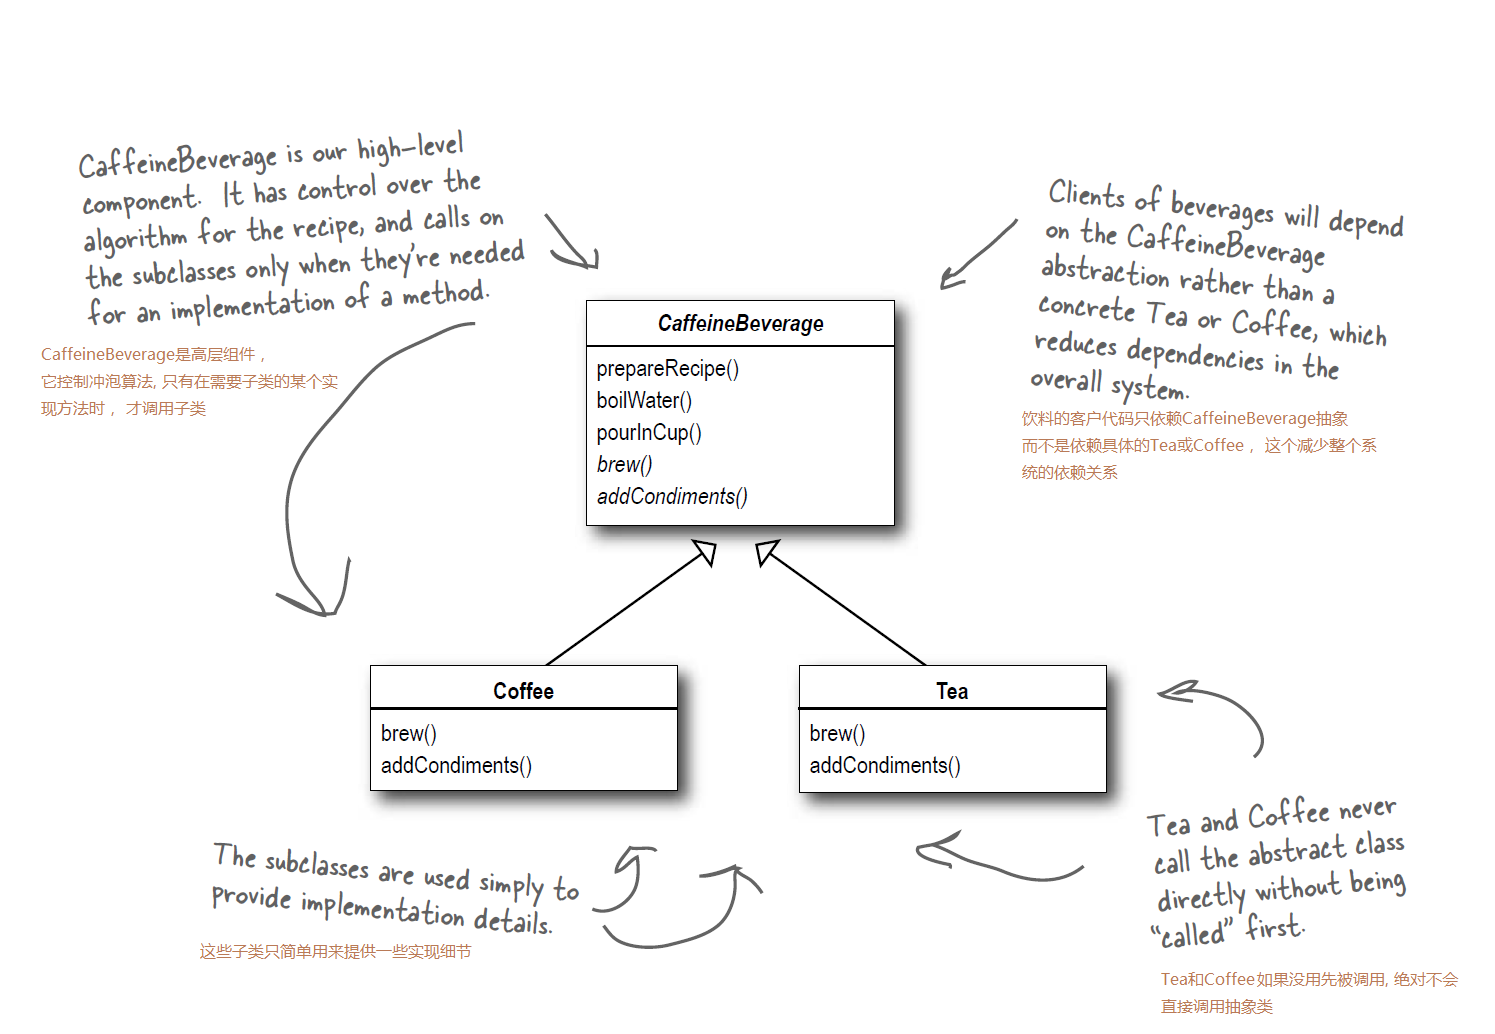 CaffeineBeverage is our high-level
component. It has control over the
algorithm for the recipe, and calls on
the subclasses only when they're needed
for an implementation of a method.
CaffeineBeverage是高层组件，
它控制冲泡算法, 只有在需要子类的某个实
现方法时， 才调用子类
Clients of beverages will depend
on the CaffeineBeverage
abstraction rather than a
concrete Tea or Coffee, which
reduces dependencies in the
overall system.
饮料的客户代码只依赖CaffeineBeverage抽象
而不是依赖具体的Tea或Coffee， 这个减少整个系
统的依赖关系
CaffeineBeverage
prepareRecipe()
boilWater()
pourInCup()
brew()
addCondiments()
Coffee
brew()
addCondiments()
Tea
brew()
addCondiments()
The subclasses are used simply to
provide implementation details.
这些子类只简单用来提供一些实现细节
Tea and Coffee never
call the abstract class
directly without being
“called” first.
Tea和Coffee如果没用先被调用, 绝对不会
直接调用抽象类